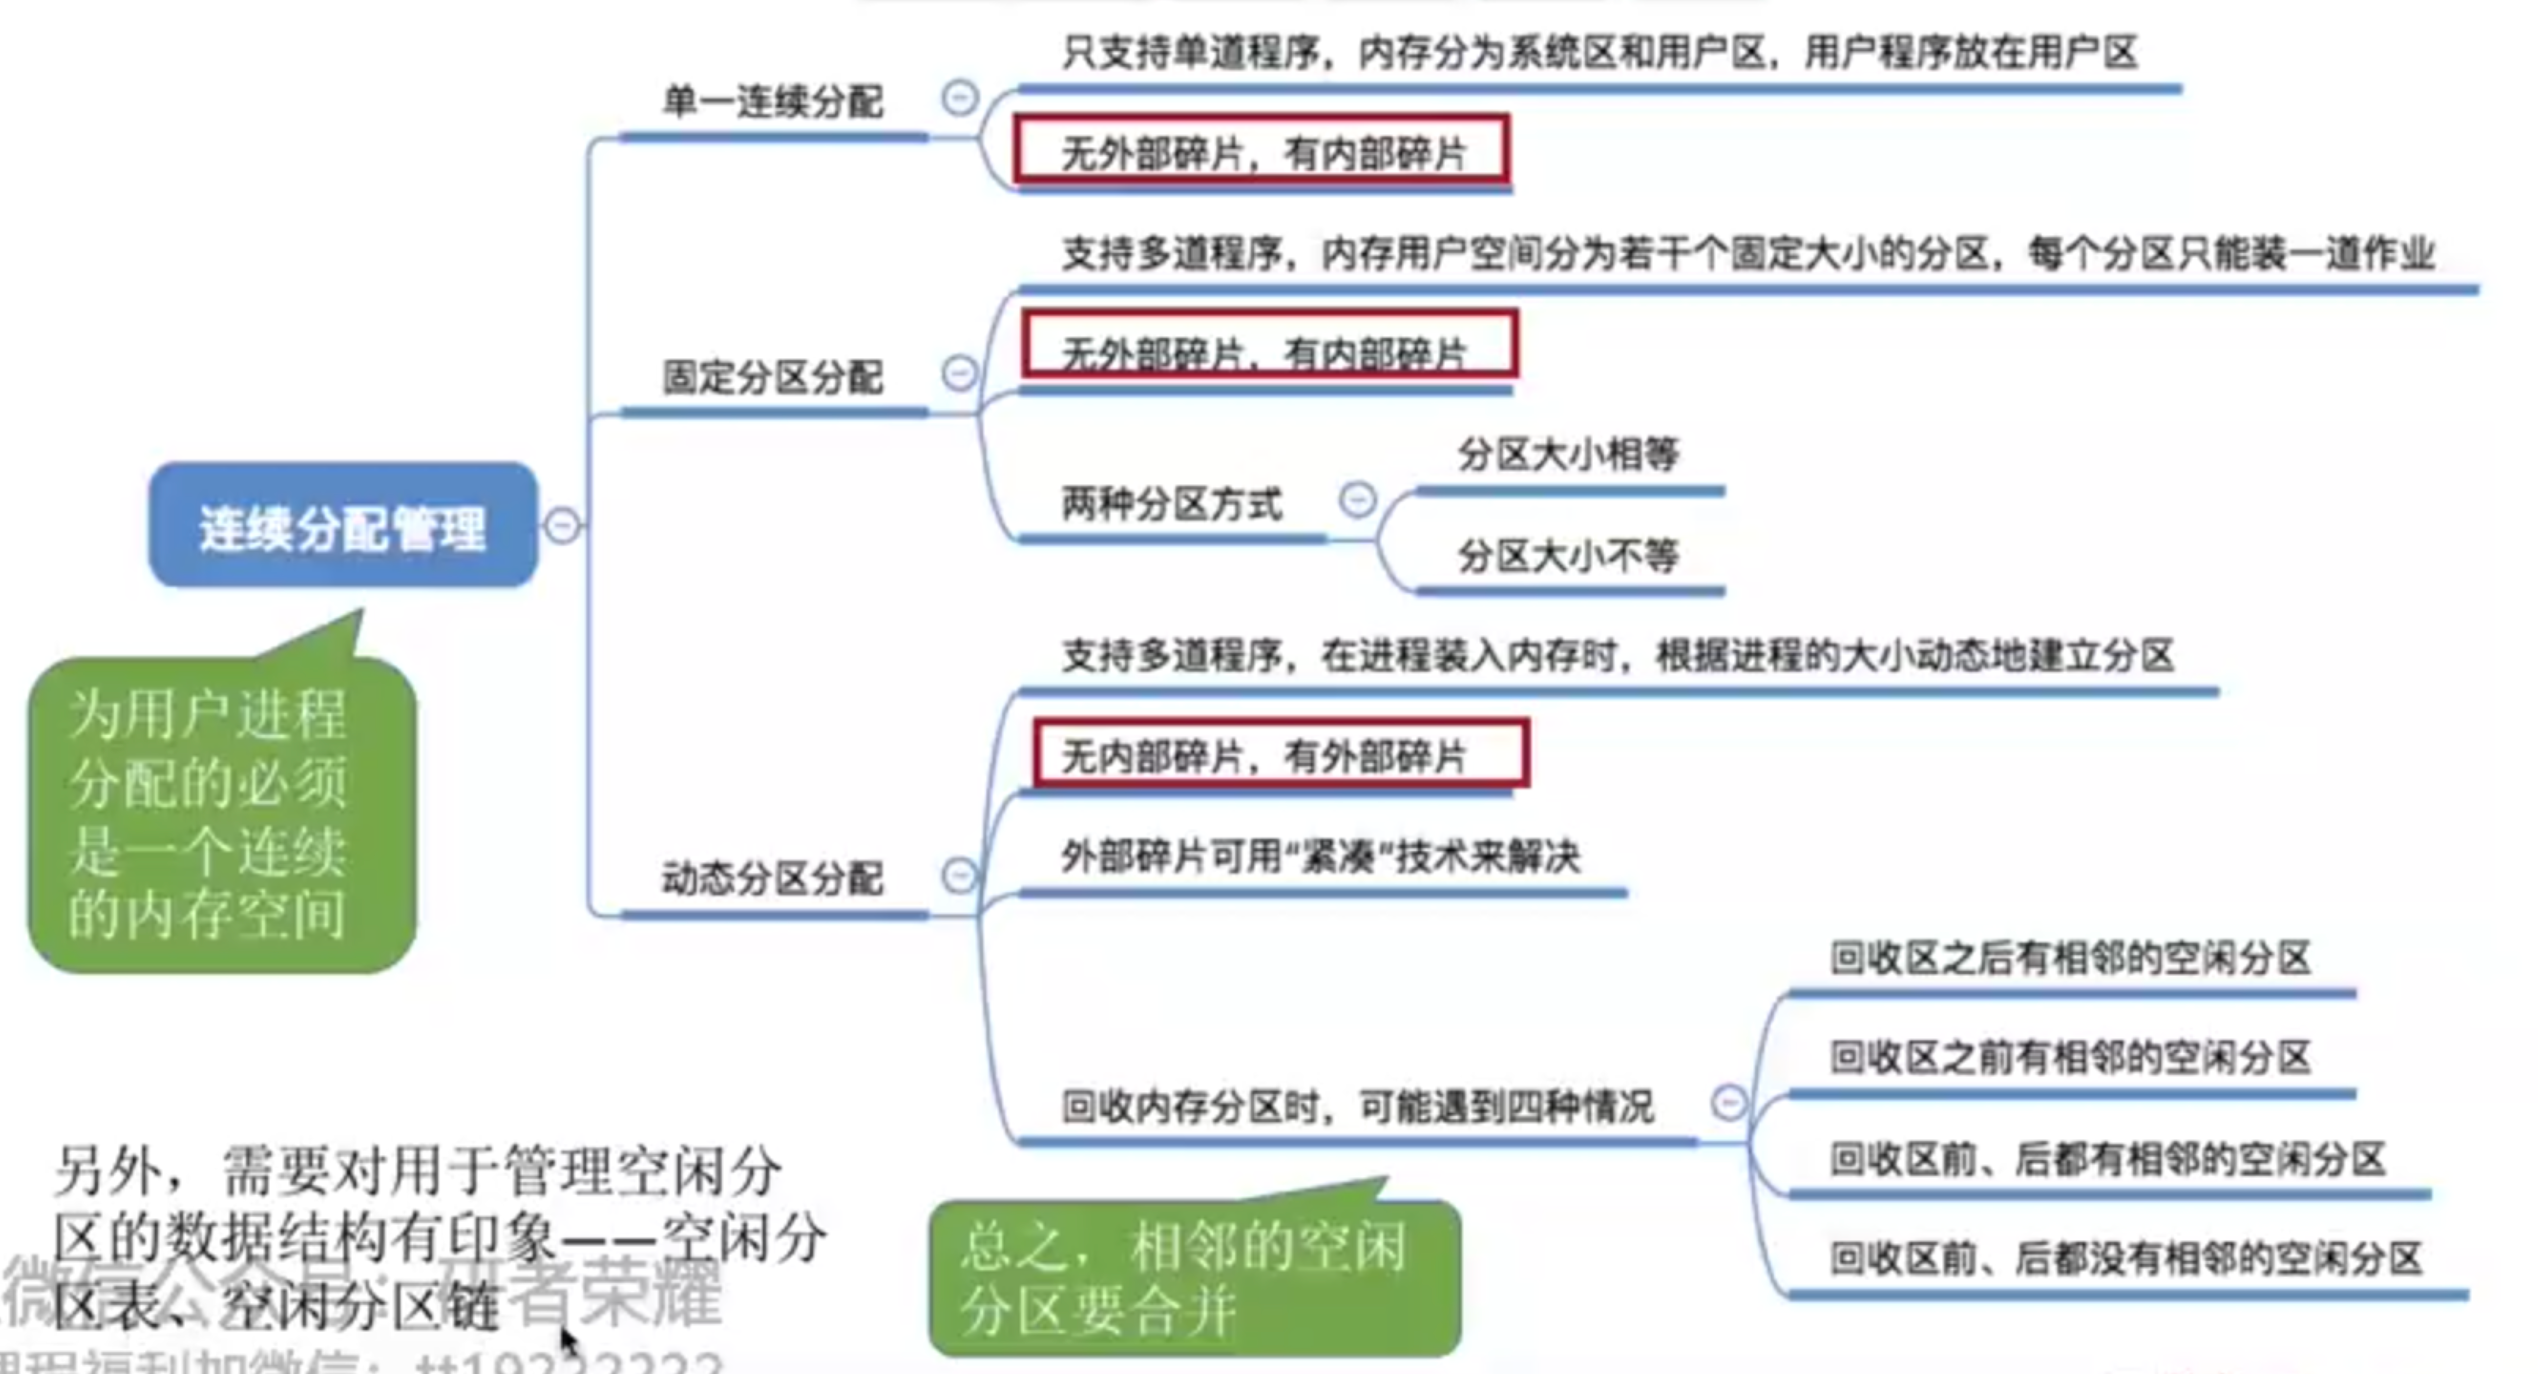 只支持单道程序，内存分为系统区和用户区，用户程序放在用户区
单一连续分配
无外部碎片，有内部碎片
支持多道程序，内存用户空间分为若干个固定大小的分区，每个分区只能装一道作业
无外部碎片，有内部碎片
固定分区分配
分区大小相等
两种分区方式
分区大小不等
连续分配管理
为用户进程
分配的必须
是一个连续
的内存空间
支持多道程序，在进程装入内存时，根据进程的大小动态地建立分区
无内部碎片，有外部碎片
外部碎片可用“紧凑”技术来解决
动态分区分配
回收区之后有相邻的空闲分区
回收区之前有相邻的空闲分区
回收内存分区时，可能遇到四种情况
回收区前、后都有相邻的空闲分区
回收区前、后都没有相邻的空闲分区
总之，相邻的空闲
分区要合并
另外，需要对用于管理空闲分
区的数据结构有印象——空闲分
区表、空闲分区链
微信公众号：研者荣耀